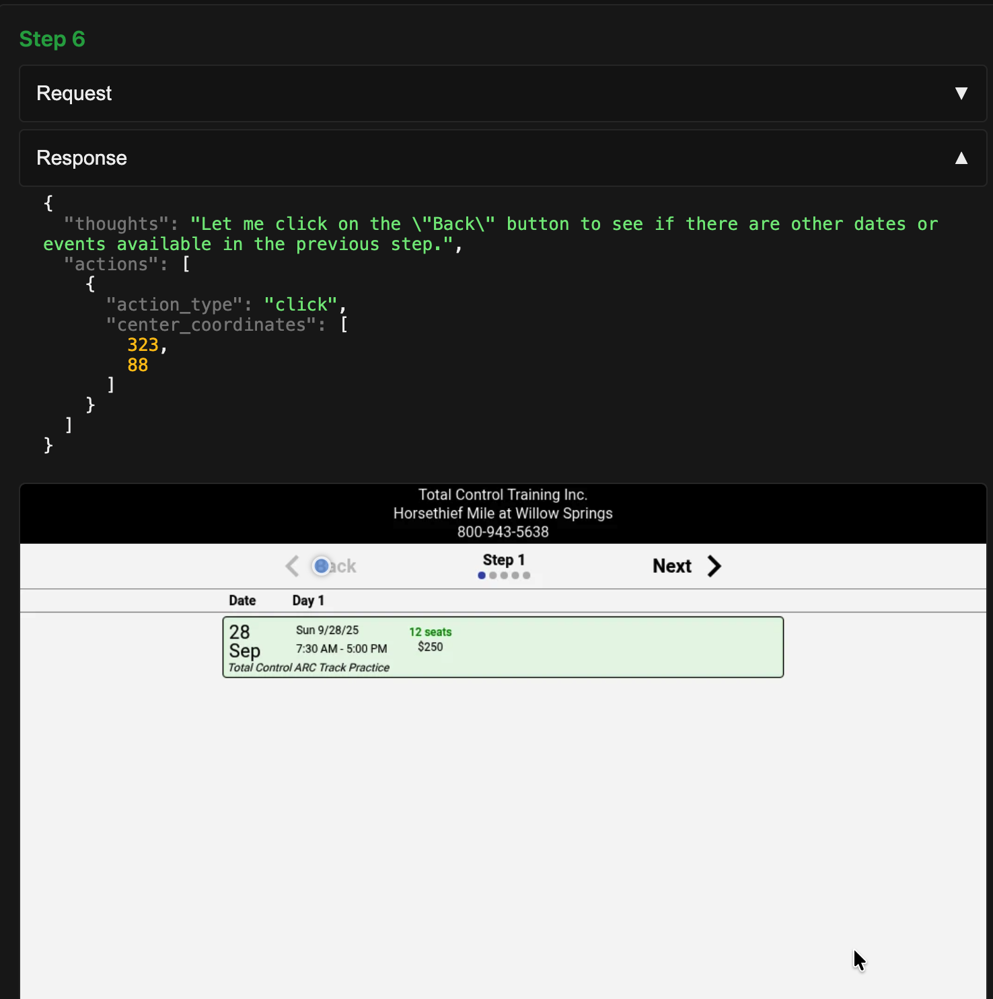 Step 6
Request ▼
Response ▲
{
"thoughts": "Let me click on the \"Back\" button to see if there are other dates or
events available in the previous step.",
"actions": [
{
"action_type": "click",
"center_coordinates": [
323,
88
]
}
]
}
Total Control Training Inc.
Horsethief Mile at Willow Springs
800-943-5638
Back
Step 1
Next
Date Day 1
28 Sun 9/28/25 12 seats
Sep 7:30 AM - 5:00 PM $250
Total Control ARC Track Practice